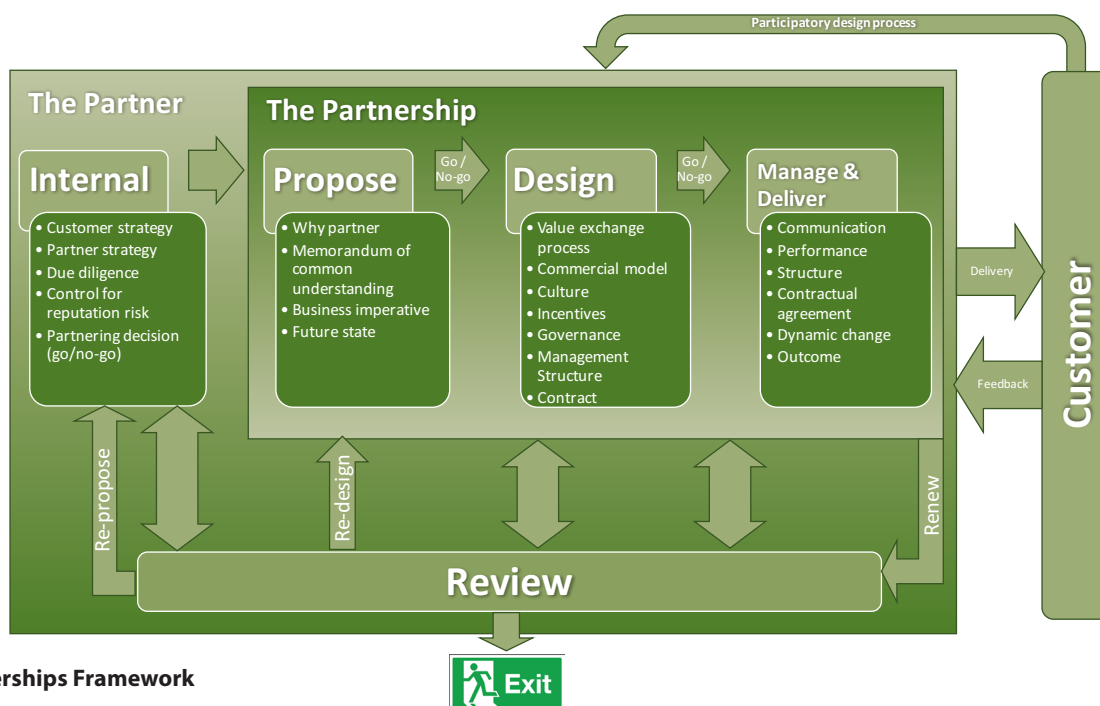 Participatory design process
The Partner
The Partnership
Internal
• Customer strategy
• Partner strategy
• Due diligence
• Control for
reputation risk
• Partnering decision
(go/no-go)
Propose
• Why partner
• Memorandum of
common
understanding
• Business imperative
• Future state
Go /
No-go
Design
• Value exchange
process
• Commercial model
• Culture
• Incentives
• Governance
• Management
Structure
• Contract
Go /
No-go
Manage &
Deliver
• Communication
• Performance
• Structure
• Contractual
agreement
• Dynamic change
• Outcome
Delivery
Feedback
Customer
Re-propose
Re-design
Renew
Review
Exit
erships Framework